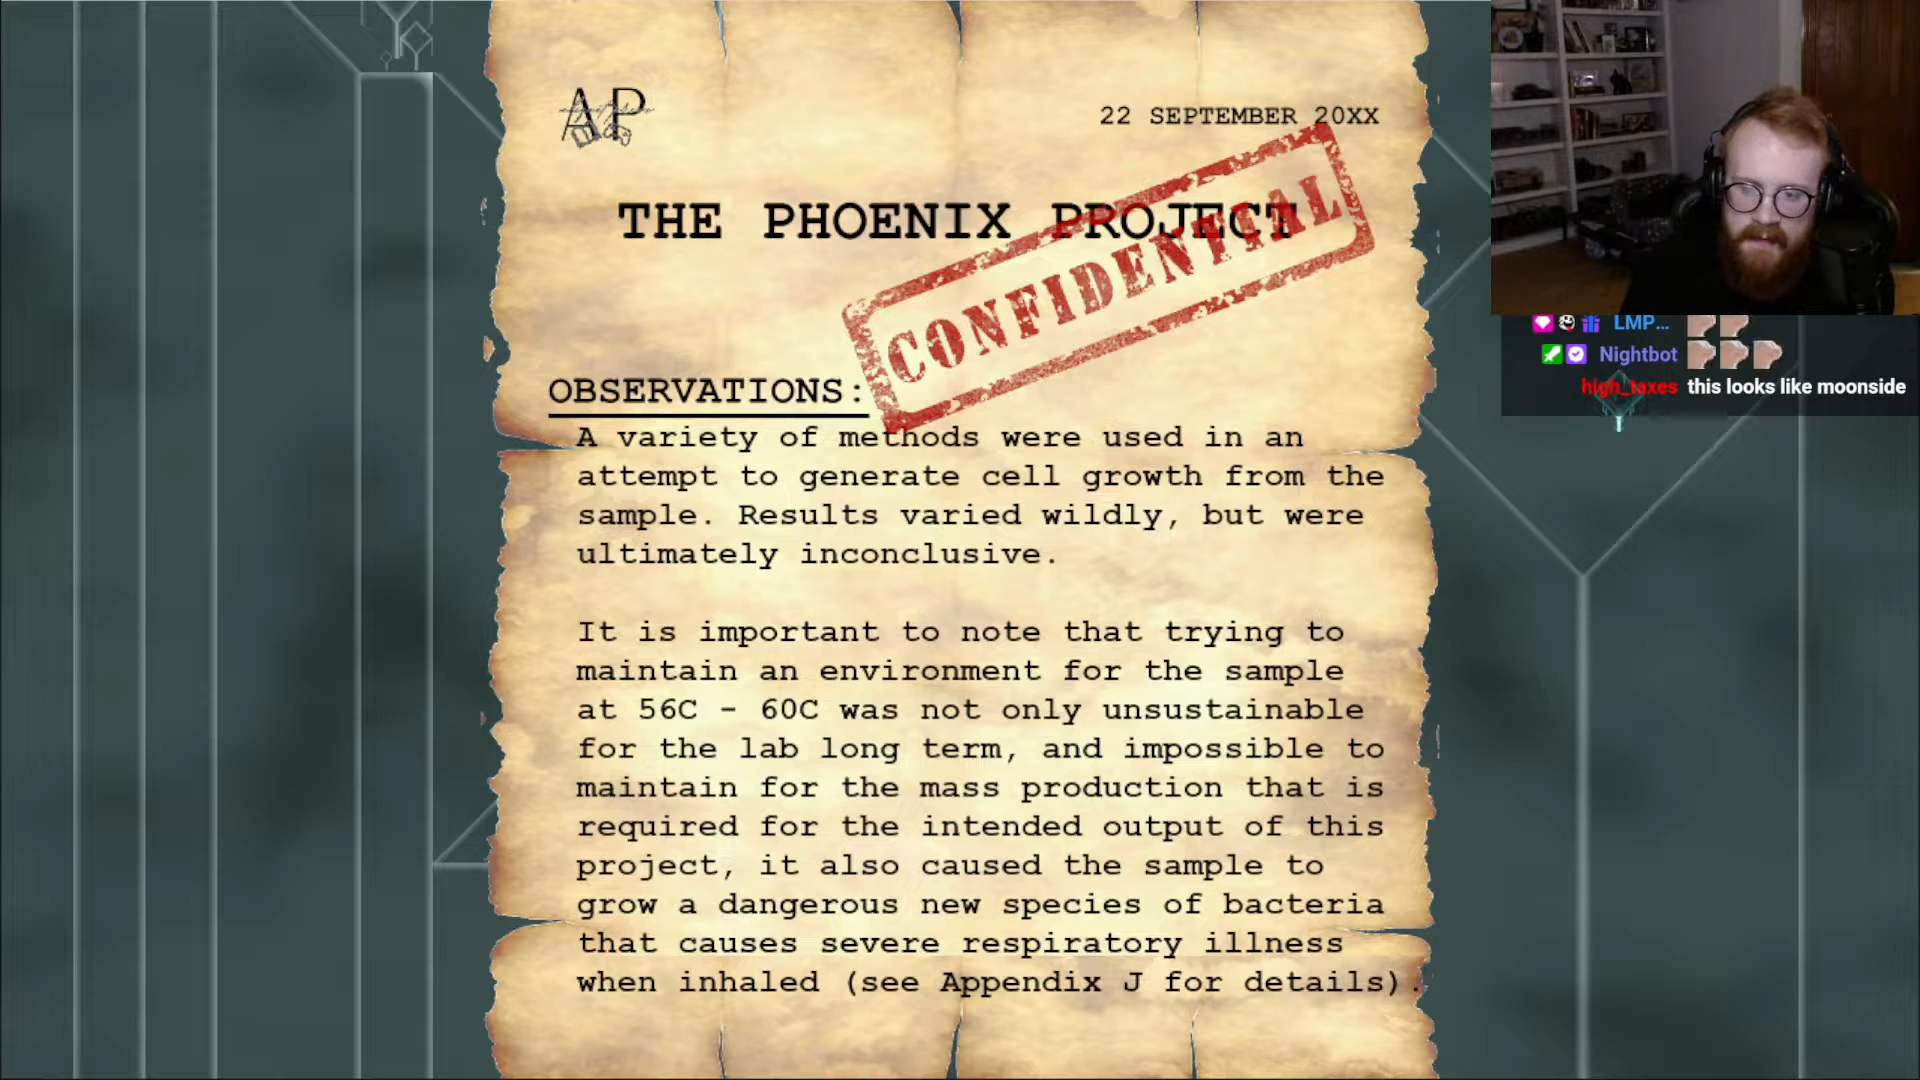 AP
22 SEPTEMBER 20XX
THE PHOENIX PROJECT
CONFIDENTIAL
OBSERVATIONS:
A variety of methods were used in an
attempt to generate cell growth from the
sample. Results varied wildly, but were
ultimately inconclusive.
It is important to note that trying to
maintain an environment for the sample
at 56C - 60C was not only unsustainable
for the lab long term, and impossible to
maintain for the mass production that is
required for the intended output of this
project, it also caused the sample to
grow a dangerous new species of bacteria
that causes severe respiratory illness
when inhaled (see Appendix J for details).
LMP...
Nightbot
high_taxes this looks like moonside